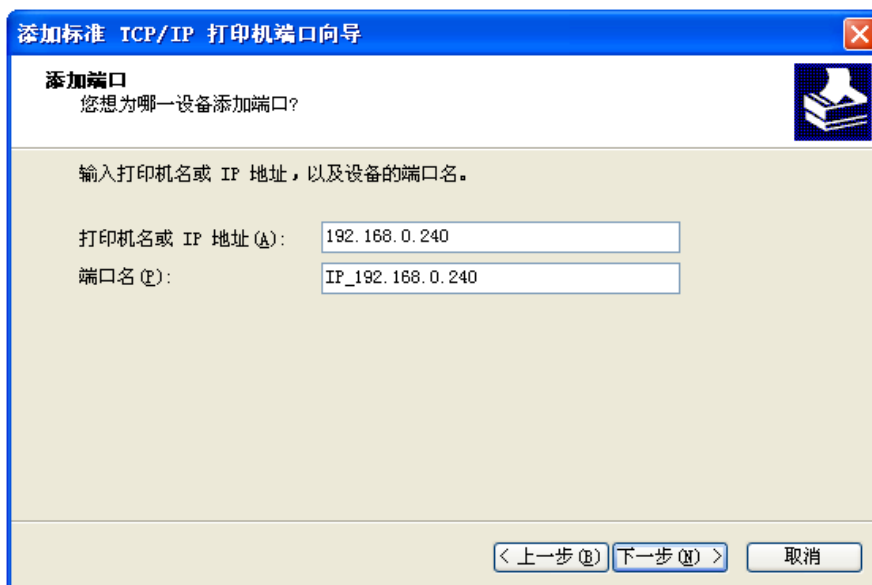 添加标准 TCP/IP 打印机端口向导
添加端口
您想为哪一设备添加端口?
输入打印机名或 IP 地址，以及设备的端口名。
打印机名或 IP 地址(A): 192.168.0.240
端口名(P): IP_192.168.0.240
< 上一步(B) 下一步(N) > 取消